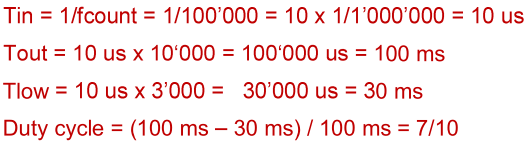 Tin = 1/fcount = 1/100’000 = 10 x 1/1’000’000 = 10 us
Tout = 10 us x 10‘000 = 100‘000 us = 100 ms
Tlow = 10 us x 3’000 =   30’000 us = 30 ms
Duty cycle = (100 ms – 30 ms) / 100 ms = 7/10